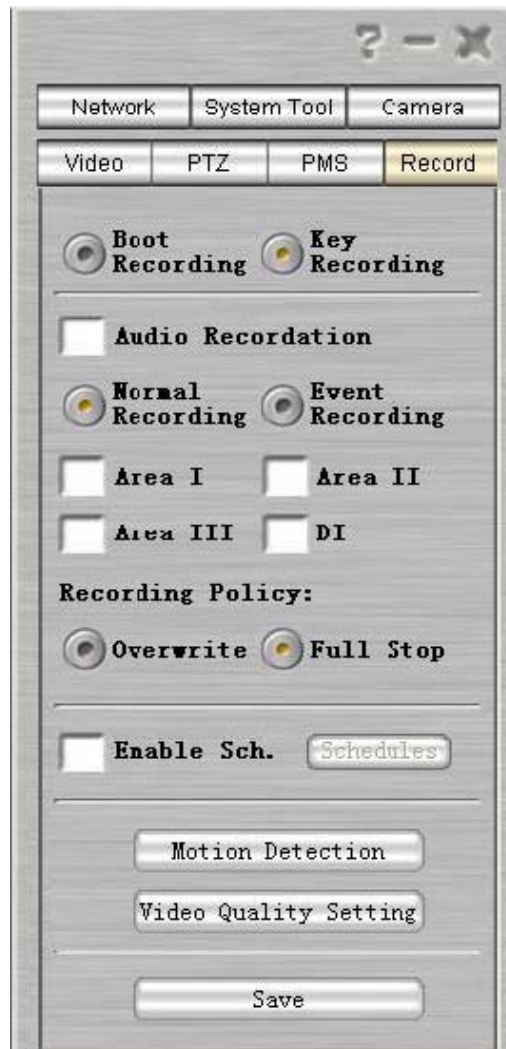 ?
Network System Tool Camera
Video PTZ PMS Record
Boot Key
Recording Recording
Audio Recordation
Normal Event
Recording Recording
Area I Area II
Area III DI
Recording Policy:
Overwrite Full Stop
Enable Sch. Schedules
Motion Detection
Video Quality Setting
Save